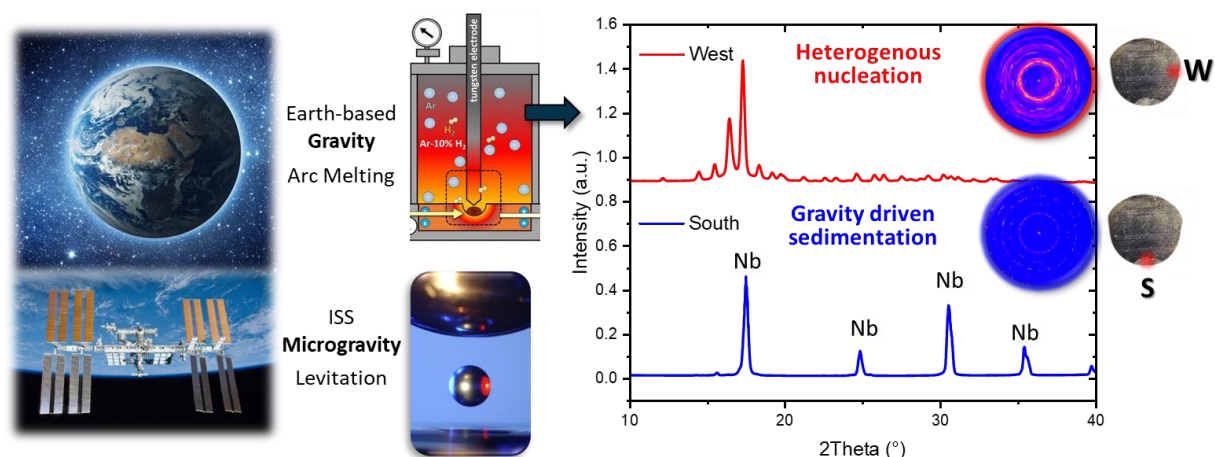 Earth-based
Gravity
Arc Melting
ISS
Microgravity
Levitation
tungsten electrode
Ar
H₂
Ar-10% H₂
Intensity (a.u.)
1.6
1.4
1.2
1.0
0.8
0.6
0.4
0.2
0.0
West
Heterogenous
nucleation
W
South
Gravity driven
sedimentation
S
Nb
Nb
Nb
Nb
10
20
30
40
2Theta (°)